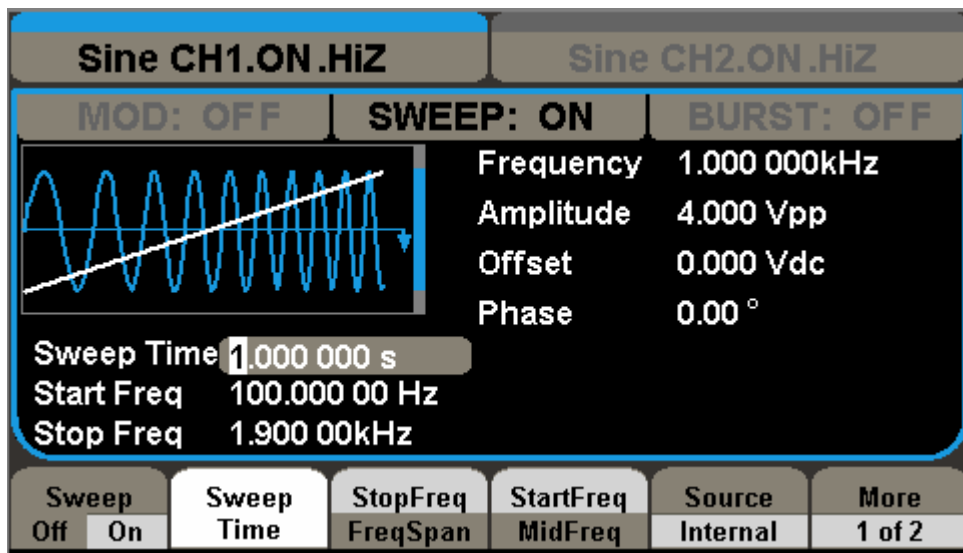 Sine CH1.ON.HiZ
Sine CH2.ON.HiZ
MOD: OFF
SWEEP: ON
BURST: OFF
Frequency 1.000 000kHz
Amplitude 4.000 Vpp
Offset 0.000 Vdc
Phase 0.00 °
Sweep Time 1.000 000 s
Start Freq 100.000 00 Hz
Stop Freq 1.900 00kHz
Sweep
Off On
Sweep
Time
StopFreq
FreqSpan
StartFreq
MidFreq
Source
Internal
More
1 of 2